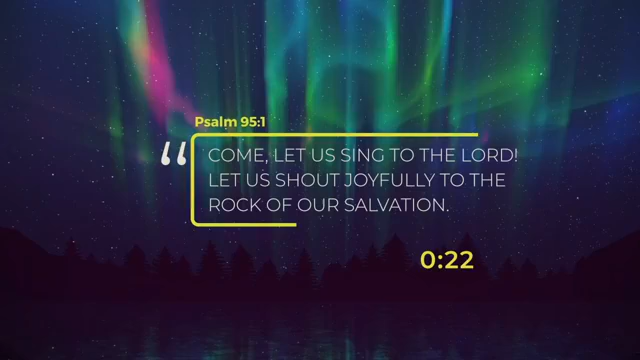 Psalm 95:1
“ COME, LET US SING TO THE LORD!
LET US SHOUT JOYFULLY TO THE
ROCK OF OUR SALVATION.
0:22